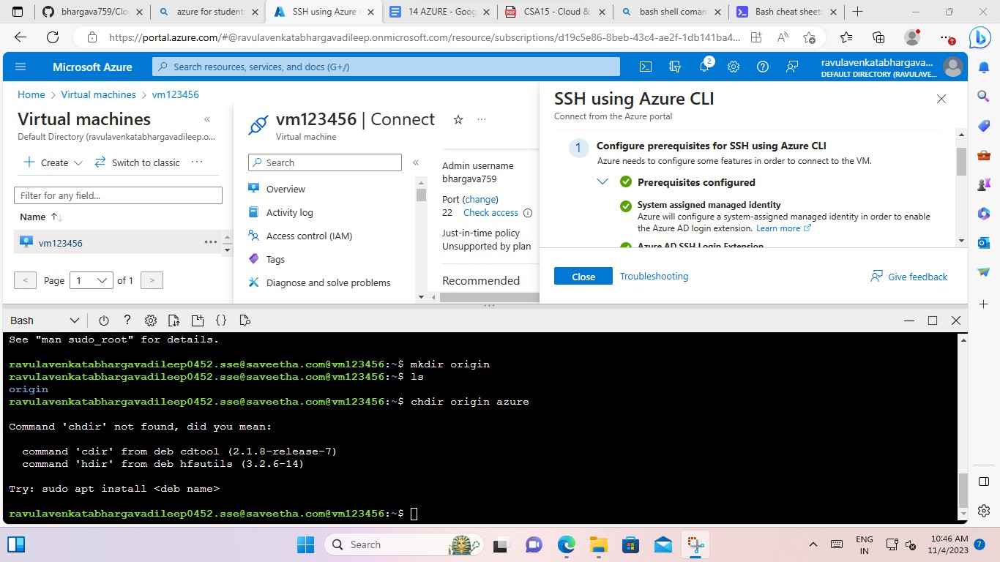 bhargava759/Clo
azure for student
SSH using Azure C
14 AZURE - Goog
CSA15 - Cloud &
bash shell coman
Bash cheat sheet:
https://portal.azure.com/#@ravulavenkatabhargavadileep.onmicrosoft.com/resource/subscriptions/d19c5e86-8beb-43c4-ae2f-1db141ba4...
Microsoft Azure
Search resources, services, and docs (G+/)
2
ravulavenkatabhargava...
DEFAULT DIRECTORY (RAVULAVE...
Home > Virtual machines > vm123456
Virtual machines
Default Directory (ravulavenkatabhargavadileep.o...
Create
Switch to classic
Filter for any field...
Name
vm123456
< Page 1 of 1 >
vm123456 | Connect
Virtual machine
Search
Overview
Activity log
Access control (IAM)
Tags
Diagnose and solve problems
Admin username
bhargava759
Port (change)
22 Check access
Just-in-time policy
Unsupported by plan
Recommended
SSH using Azure CLI
Connect from the Azure portal
1 Configure prerequisites for SSH using Azure CLI
Azure needs to configure some features in order to connect to the VM.
Prerequisites configured
System assigned managed identity
Azure will configure a system-assigned managed identity in order to enable
the Azure AD login extension. Learn more
Azure AD SSH Login Extension
Close
Troubleshooting
Give feedback
Bash
?
{}
See "man sudo_root" for details.
ravulavenkatabhargavadileep0452.sse@saveetha.com@vm123456:~$ mkdir origin
ravulavenkatabhargavadileep0452.sse@saveetha.com@vm123456:~$ ls
origin
ravulavenkatabhargavadileep0452.sse@saveetha.com@vm123456:~$ chdir origin azure
Command 'chdir' not found, did you mean:
command 'cdir' from deb cdtool (2.1.8-release-7)
command 'hdir' from deb hfsutils (3.2.6-14)
Try: sudo apt install <deb name>
ravulavenkatabhargavadileep0452.sse@saveetha.com@vm123456:~$
Search
ENG
IN
10:46 AM
11/4/2023
7